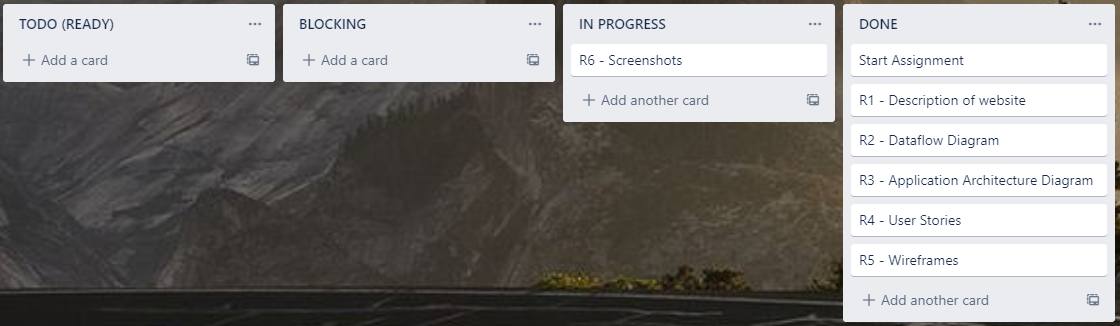 TODO (READY)
Add a card
BLOCKING
Add a card
IN PROGRESS
R6 - Screenshots
Add another card
DONE
Start Assignment
R1 - Description of website
R2 - Dataflow Diagram
R3 - Application Architecture Diagram
R4 - User Stories
R5 - Wireframes
Add another card